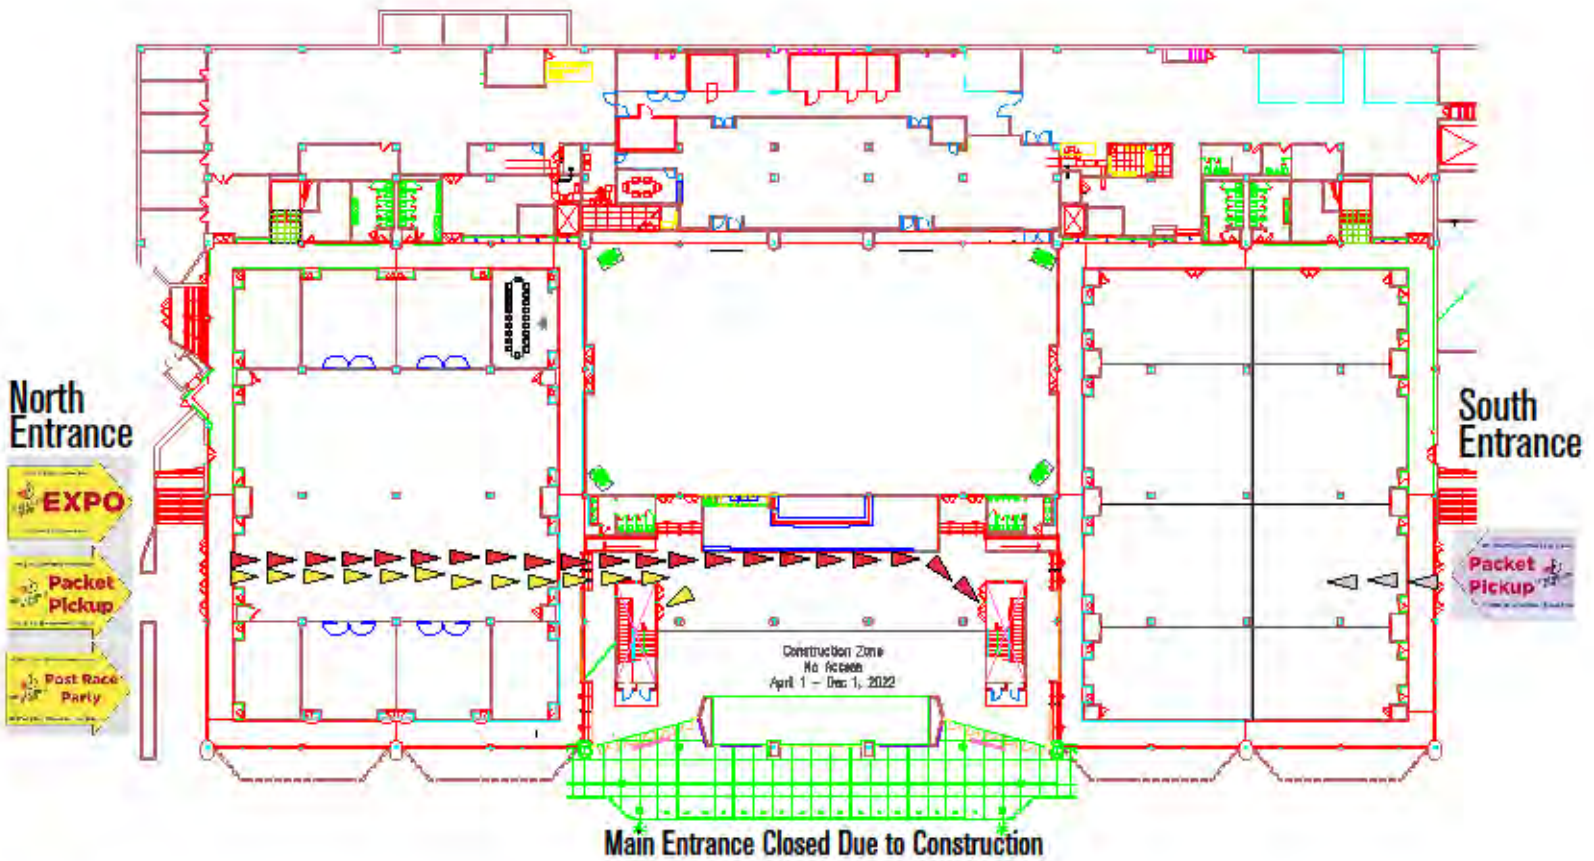 North
Entrance
EXPO
Packet
Pickup
Post Race
Party
South
Entrance
Packet
Pickup
Construction Zone
No Access
April 1 - Dec 1, 2022
Main Entrance Closed Due to Construction